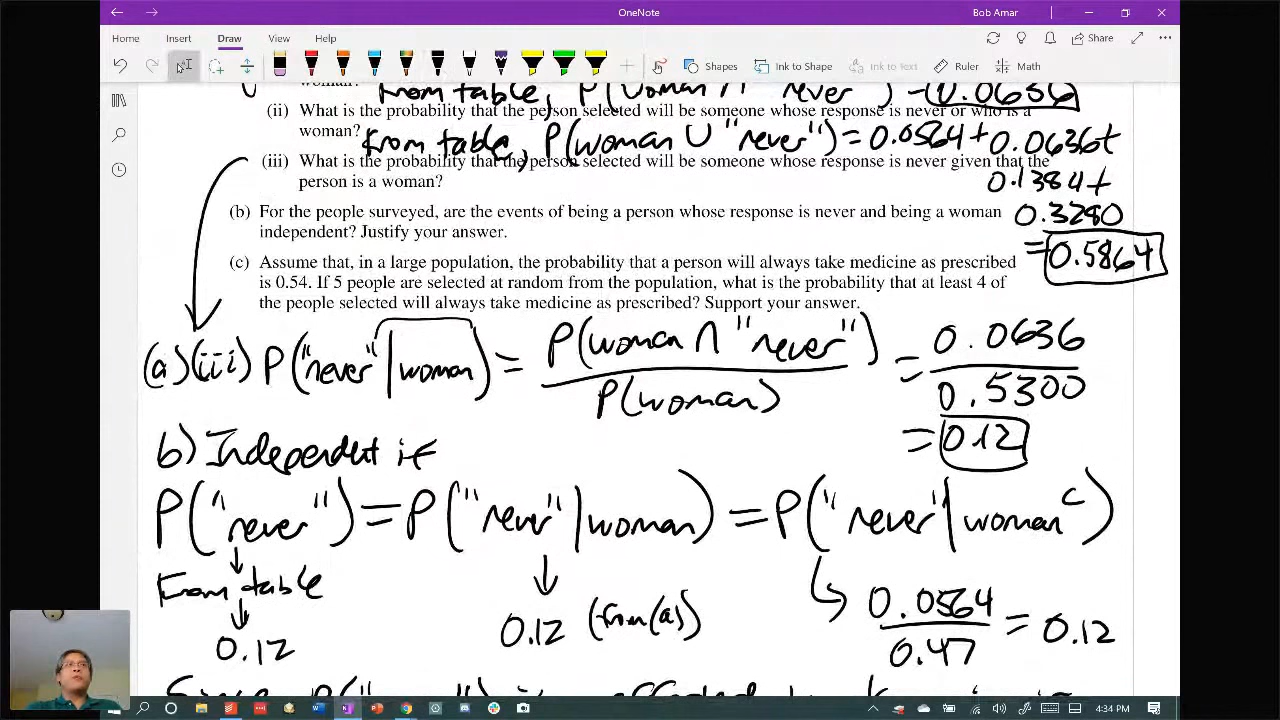 OneNote
Bob Amar
Home Insert Draw View Help
Share
Shapes Ink to Shape Ink to Text Ruler Math
woman?
From table, P(woman ∩ "never") = 0.0636
(ii) What is the probability that the person selected will be someone whose response is never or who is a
woman?
From table, P(woman ∪ "never") = 0.0564+ 0.0636+
0.1384+
0.3280
= 0.5864
(iii) What is the probability that the person selected will be someone whose response is never given that the
person is a woman?
(b) For the people surveyed, are the events of being a person whose response is never and being a woman
independent? Justify your answer.
(c) Assume that, in a large population, the probability that a person will always take medicine as prescribed
is 0.54. If 5 people are selected at random from the population, what is the probability that at least 4 of
the people selected will always take medicine as prescribed? Support your answer.
(a)(iii) P("never" | woman) = P(woman ∩ "never") / P(woman) = 0.0636 / 0.5300
= 0.12
b) Independent if
P("never") = P("never" | woman) = P("never" | woman^c)
From table
0.12
0.12 (from (a))
0.0564 / 0.47 = 0.12
4:34 PM